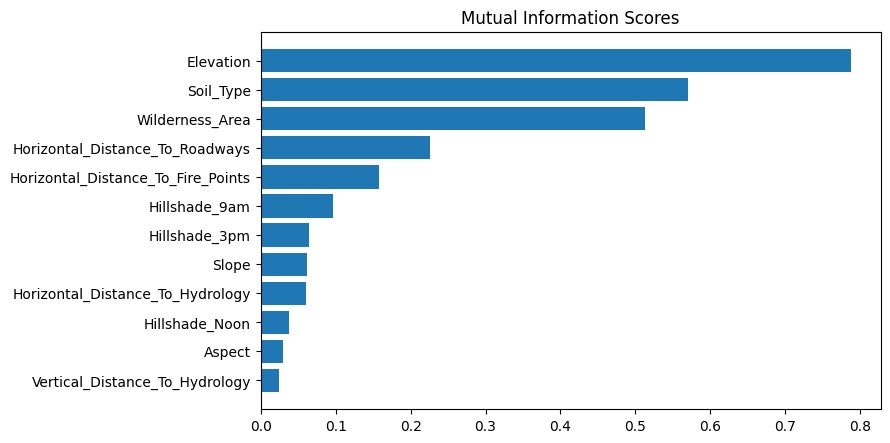 Mutual Information Scores
Elevation
Soil_Type
Wilderness_Area
Horizontal_Distance_To_Roadways
Horizontal_Distance_To_Fire_Points
Hillshade_9am
Hillshade_3pm
Slope
Horizontal_Distance_To_Hydrology
Hillshade_Noon
Aspect
Vertical_Distance_To_Hydrology
0.0 0.1 0.2 0.3 0.4 0.5 0.6 0.7 0.8